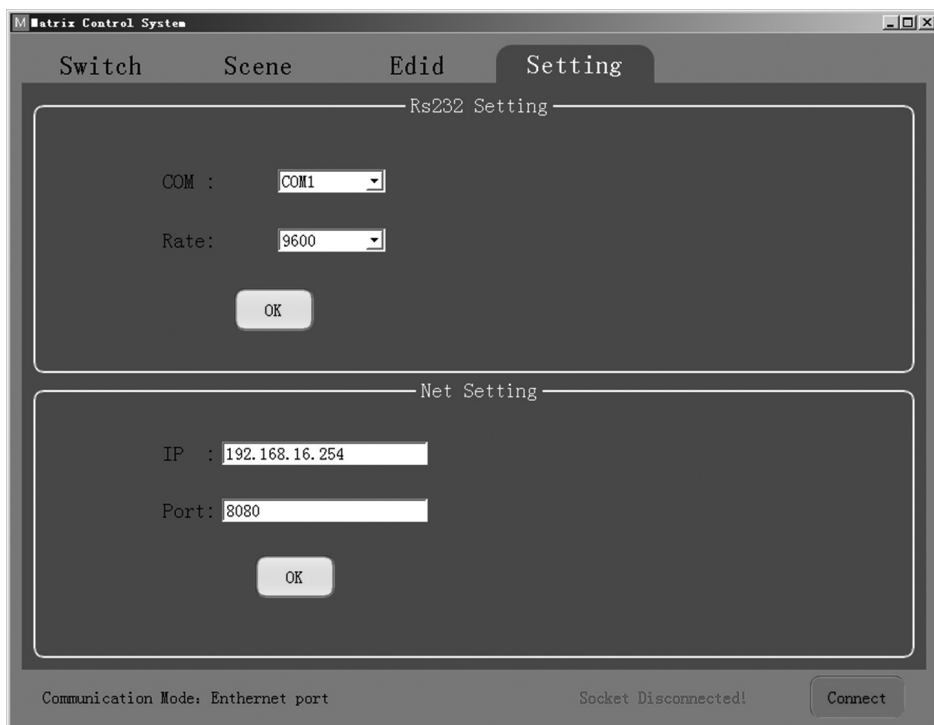 Matrix Control System
Switch Scene Edid Setting
Rs232 Setting
COM : COM1
Rate: 9600
OK
Net Setting
IP : 192.168.16.254
Port: 8080
OK
Communication Mode: Enthernet port Socket Disconnected! Connect